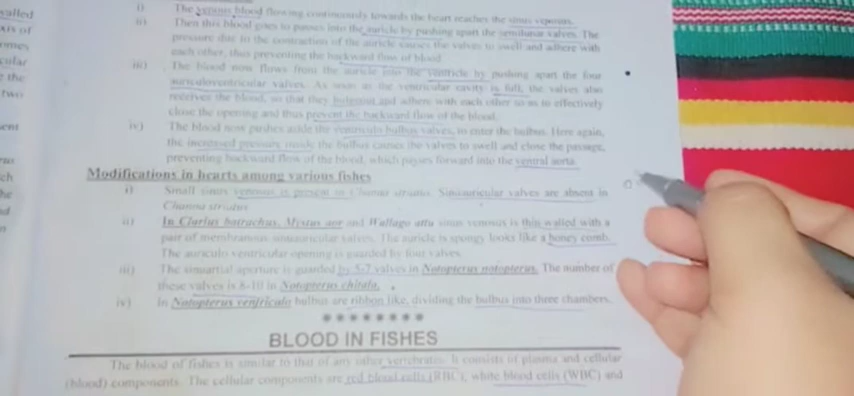 valled
xis of
omes
cular
e the
two
ent
ch
he
i) The venous blood flowing continuously towards the heart reaches the sinus venosus.
ii) Then this blood goes to passes into the auricle by pushing apart the semilunar valves. The
pressure due to the contraction of the auricle causes the valves to swell and adhere with
each other, thus preventing the backward flow of blood.
iii) The blood now flows from the auricle into the ventricle by pushing apart the four
auriculoventricular valves. As soon as the ventricular cavity is full, the valves also
receives the blood, so that they and adhere with each other so as to effectively
close the opening and thus prevent the backward flow of the blood.
iv) The blood now pushes aside the ventriculo bulbus valves, to enter the bulbus. Here again,
the increased pressure inside the bulbus causes the valves to swell and close the passage,
preventing backward flow of the blood, which passes forward into the ventral aorta.
Modifications in hearts among various fishes
i) Small sinus venosus is present in Channa striatus. Sinuauricular valves are absent in
Channa striatus
ii) In Clarius batrachus, Mystus aor and Wallago attu sinus venosus is thin walled with a
pair of membranous sinuauricular valves. The auricle is spongy looks like a honey comb.
The auriculo ventricular opening is guarded by four valves.
iii) The sinuatrial aperture is guarded by 5-7 valves in Notopterus notopterus. The number of
these valves is 8-10 in Notopterus chitala.
iv) In Notopterus ventriculo bulbus are ribbon like, dividing the bulbus into three chambers.
********
BLOOD IN FISHES
The blood of fishes is similar to that of any other vertebrates. It consists of plasma and cellular
(blood) components. The cellular components are red blood cells (RBC), white blood cells (WBC) and